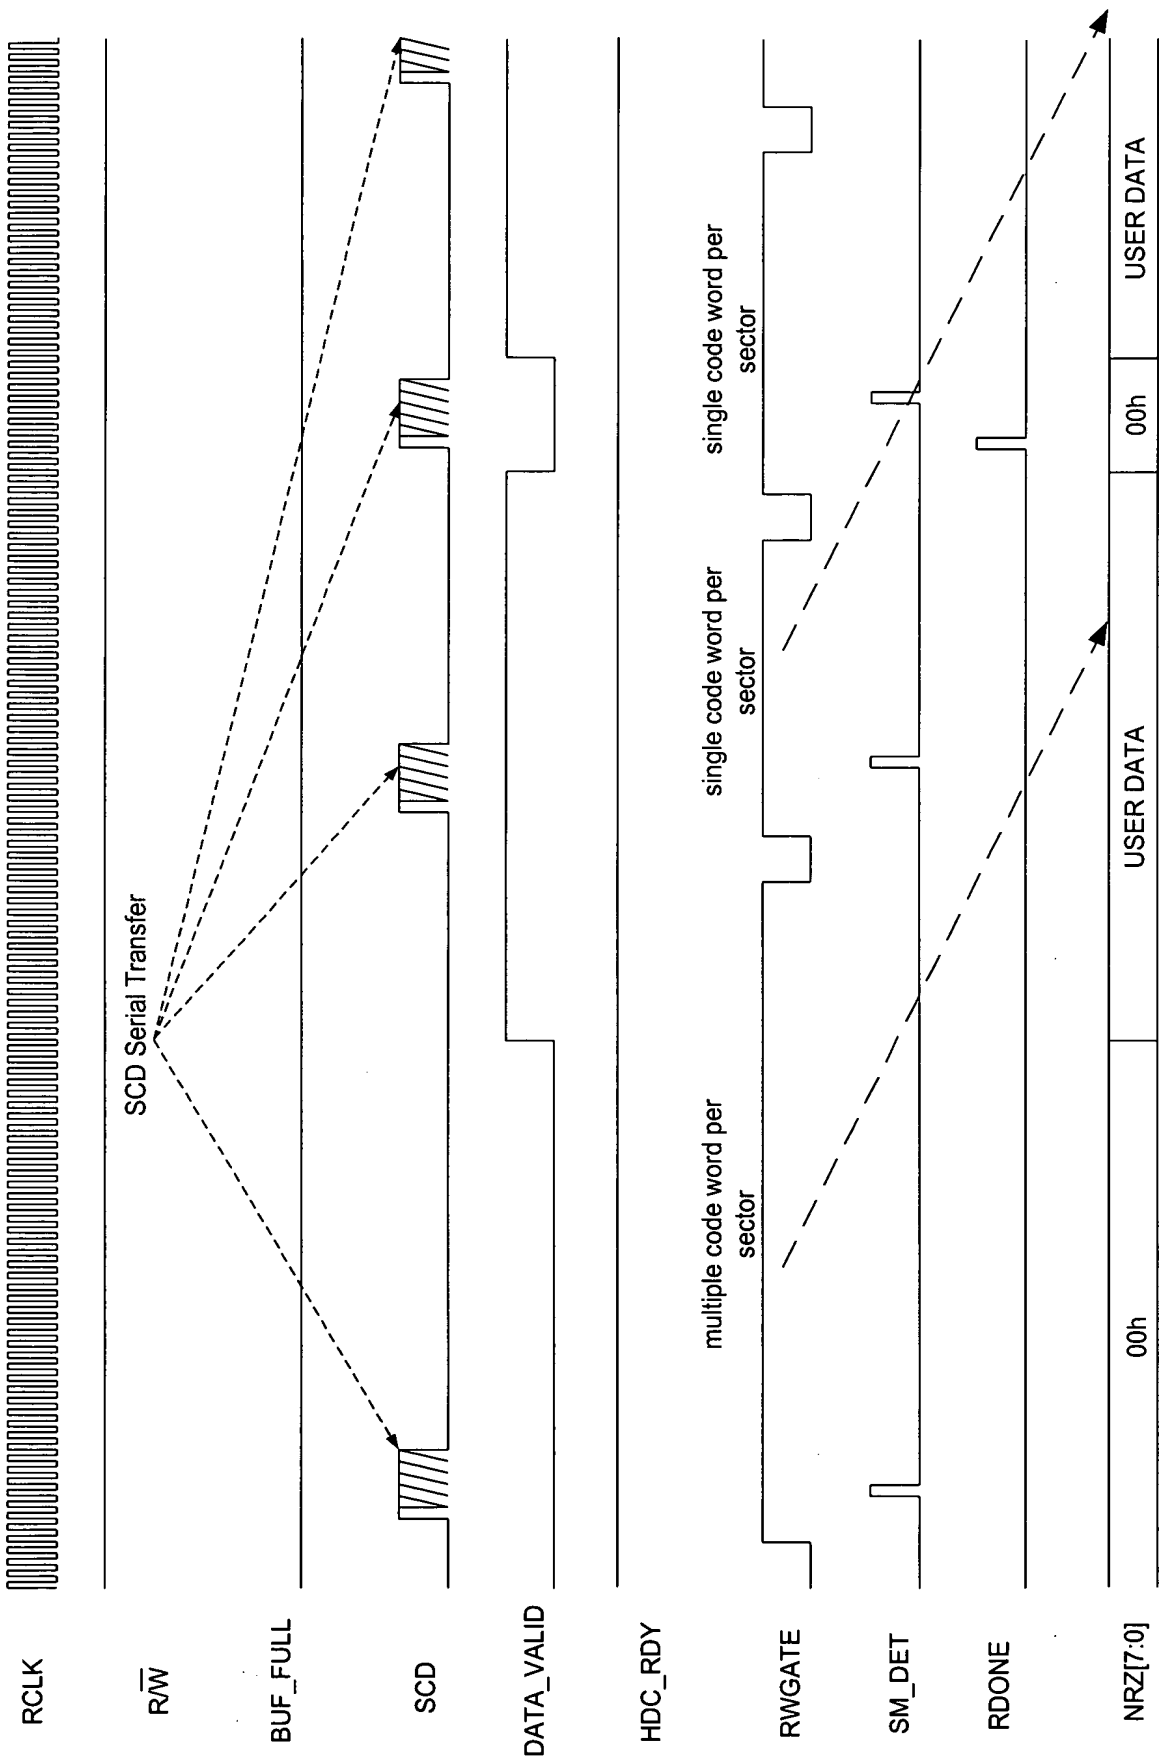 RCLK
R/W
SCD Serial Transfer
BUF_FULL
SCD
DATA_VALID
HDC_RDY
multiple code word per
sector
single code word per
sector
single code word per
sector
RWGATE
SM_DET
RDONE
NRZ[7:0]
00h
USER DATA
00h
USER DATA